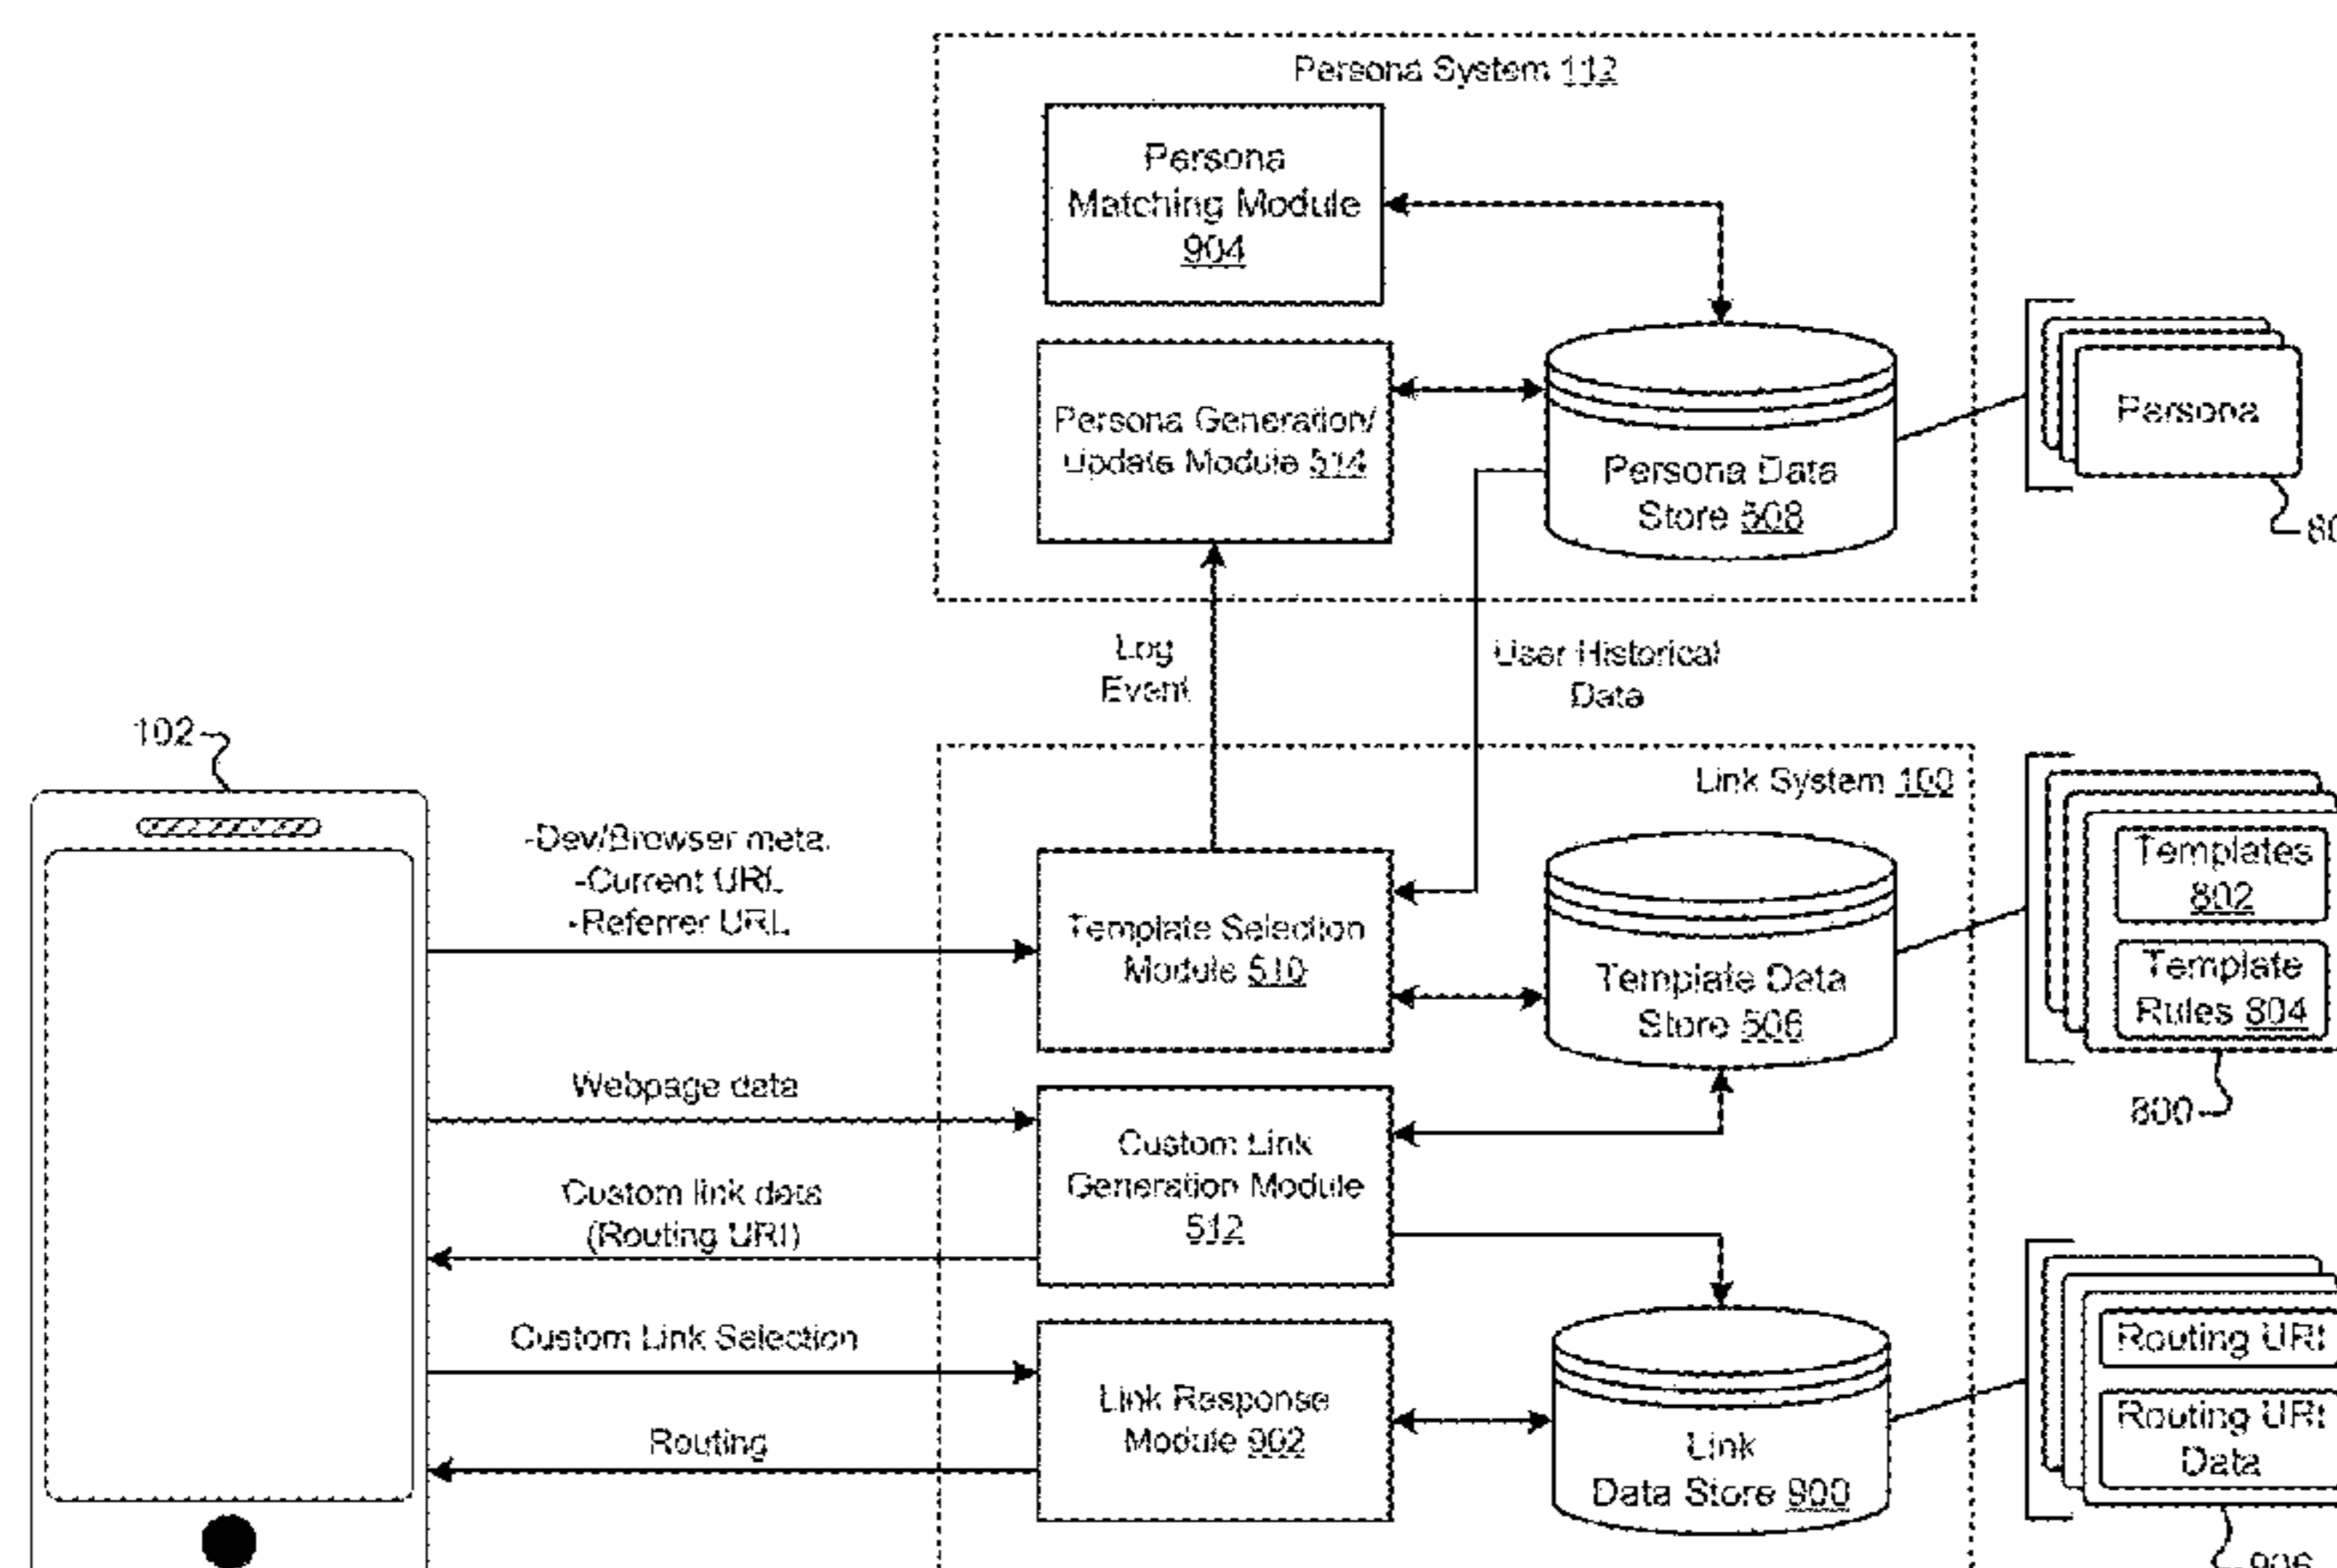 Persona System 112
Persona
Matching Module
904
Persona Generation/
Update Module 514
Persona Data
Store 508
Persona
Log
Event
User Historical
Data
102
Link System 100
-Dev/Browser meta.
-Current URL
-Referrer URL
Template Selection
Module 510
Template Data
Store 506
Templates
802
Template
Rules 804
800
Webpage data
Custom Link
Generation Module
512
Custom link data
(Routing URI)
Custom Link Selection
Link Response
Module 902
Routing
Link
Data Store 900
Routing URI
Routing URI
Data
906